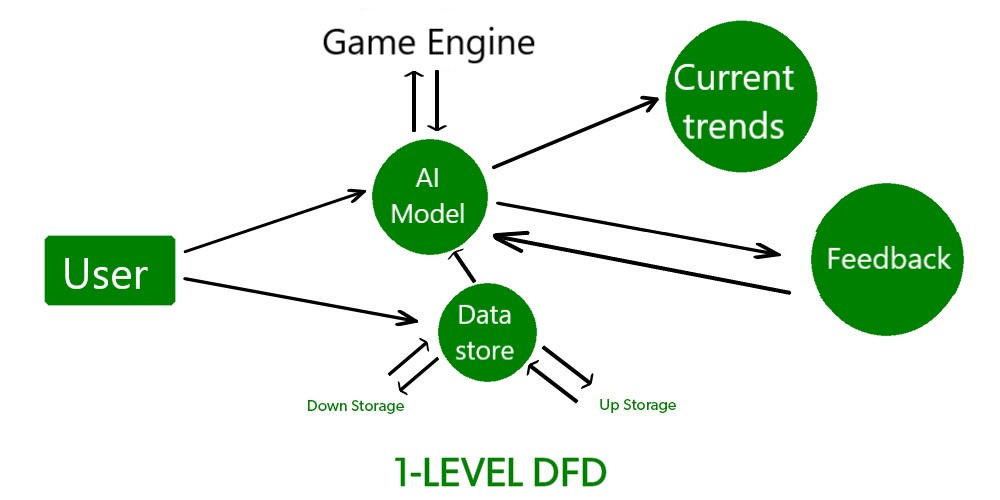 Game Engine
Current
trends
AI
Model
User
Feedback
Data
store
Down Storage
Up Storage
1-LEVEL DFD